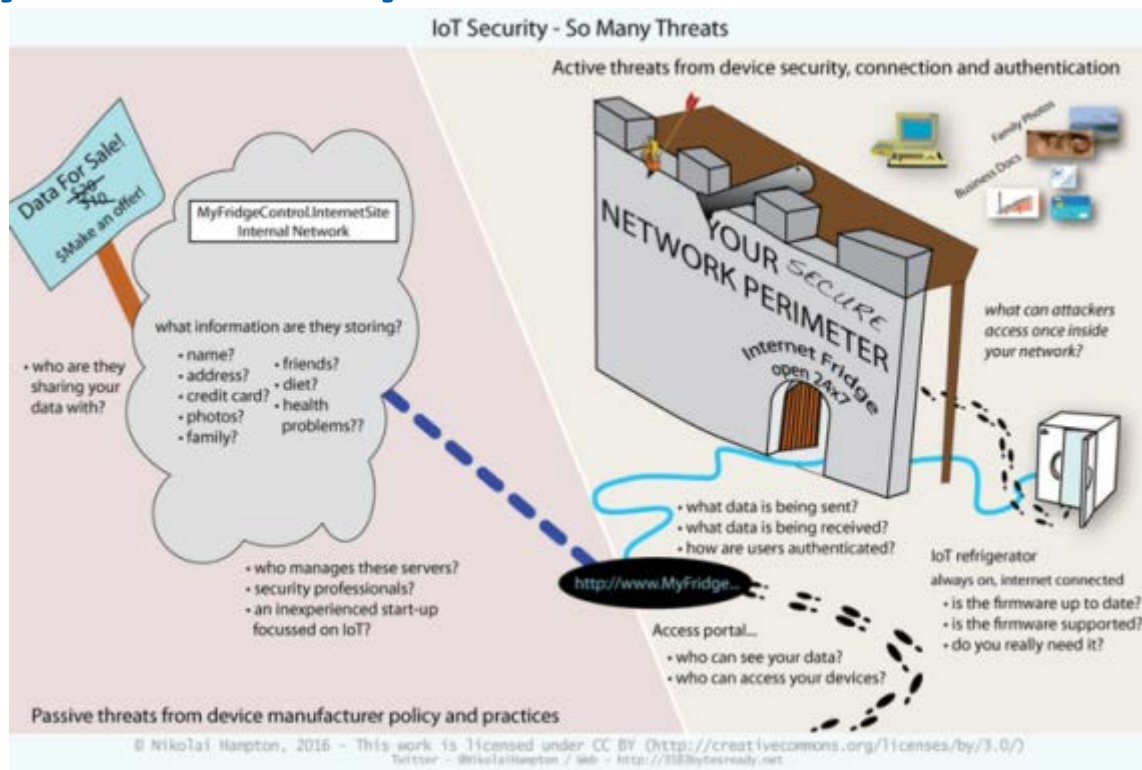 IoT Security - So Many Threats
Active threats from device security, connection and authentication
Data For Sale!
$20
$10
$Make an offer!
MyFridgeControl.InternetSite
Internal Network
what information are they storing?
• name?
• address?
• credit card?
• photos?
• family?
• friends?
• diet?
• health
problems??
• who are they
sharing your
data with?
• who manages these servers?
• security professionals?
• an inexperienced start-up
focussed on IoT?
Passive threats from device manufacturer policy and practices
Family Photos
Business Docs
YOUR SECURE
NETWORK PERIMETER
Internet Fridge
open 24x7
what can attackers
access once inside
your network?
• what data is being sent?
• what data is being received?
• how are users authenticated?
http://www.MyFridge...
Access portal...
• who can see your data?
• who can access your devices?
IoT refrigerator
always on, internet connected
• is the firmware up to date?
• is the firmware supported?
• do you really need it?
© Nikolai Hampton, 2016 - This work is licensed under CC BY (http://creativecommons.org/licenses/by/3.0/)
Twitter - @NikolaiHampton / Web - http://3183bytesready.net